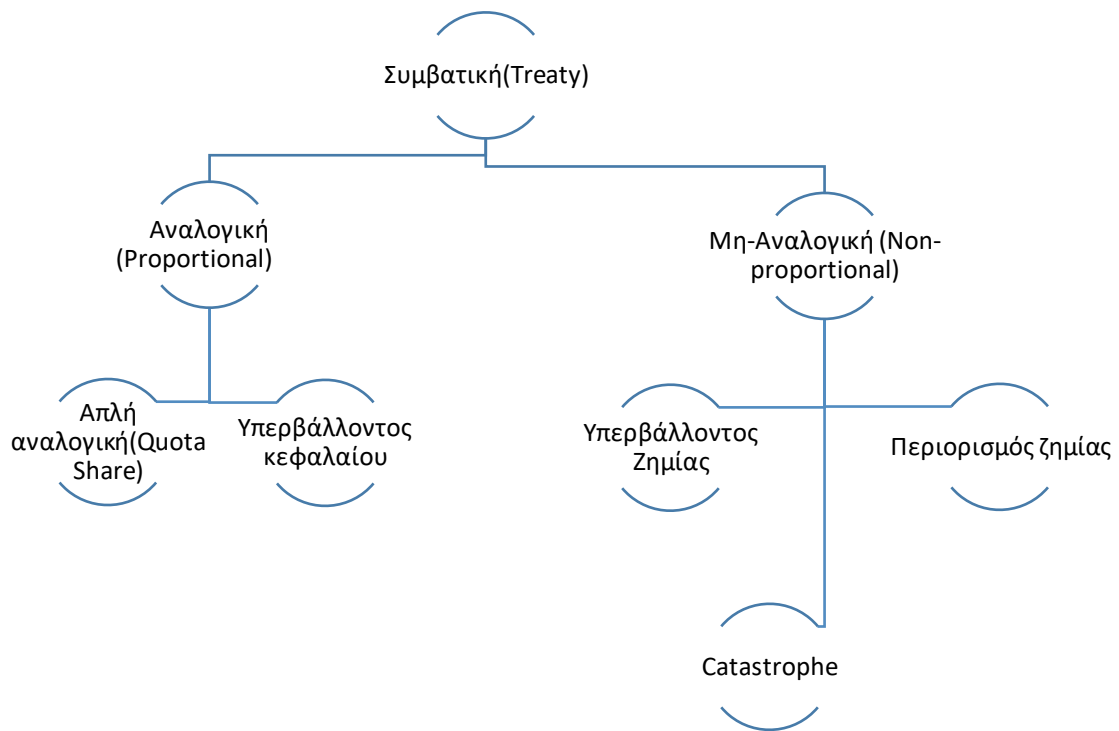 Συμβατική(Treaty)
Αναλογική
(Proportional)
Μη-Αναλογική (Non-
proportional)
Απλή
αναλογική(Quota
Share)
Υπερβάλλοντος
κεφαλαίου
Υπερβάλλοντος
Ζημίας
Περιορισμός ζημίας
Catastrophe